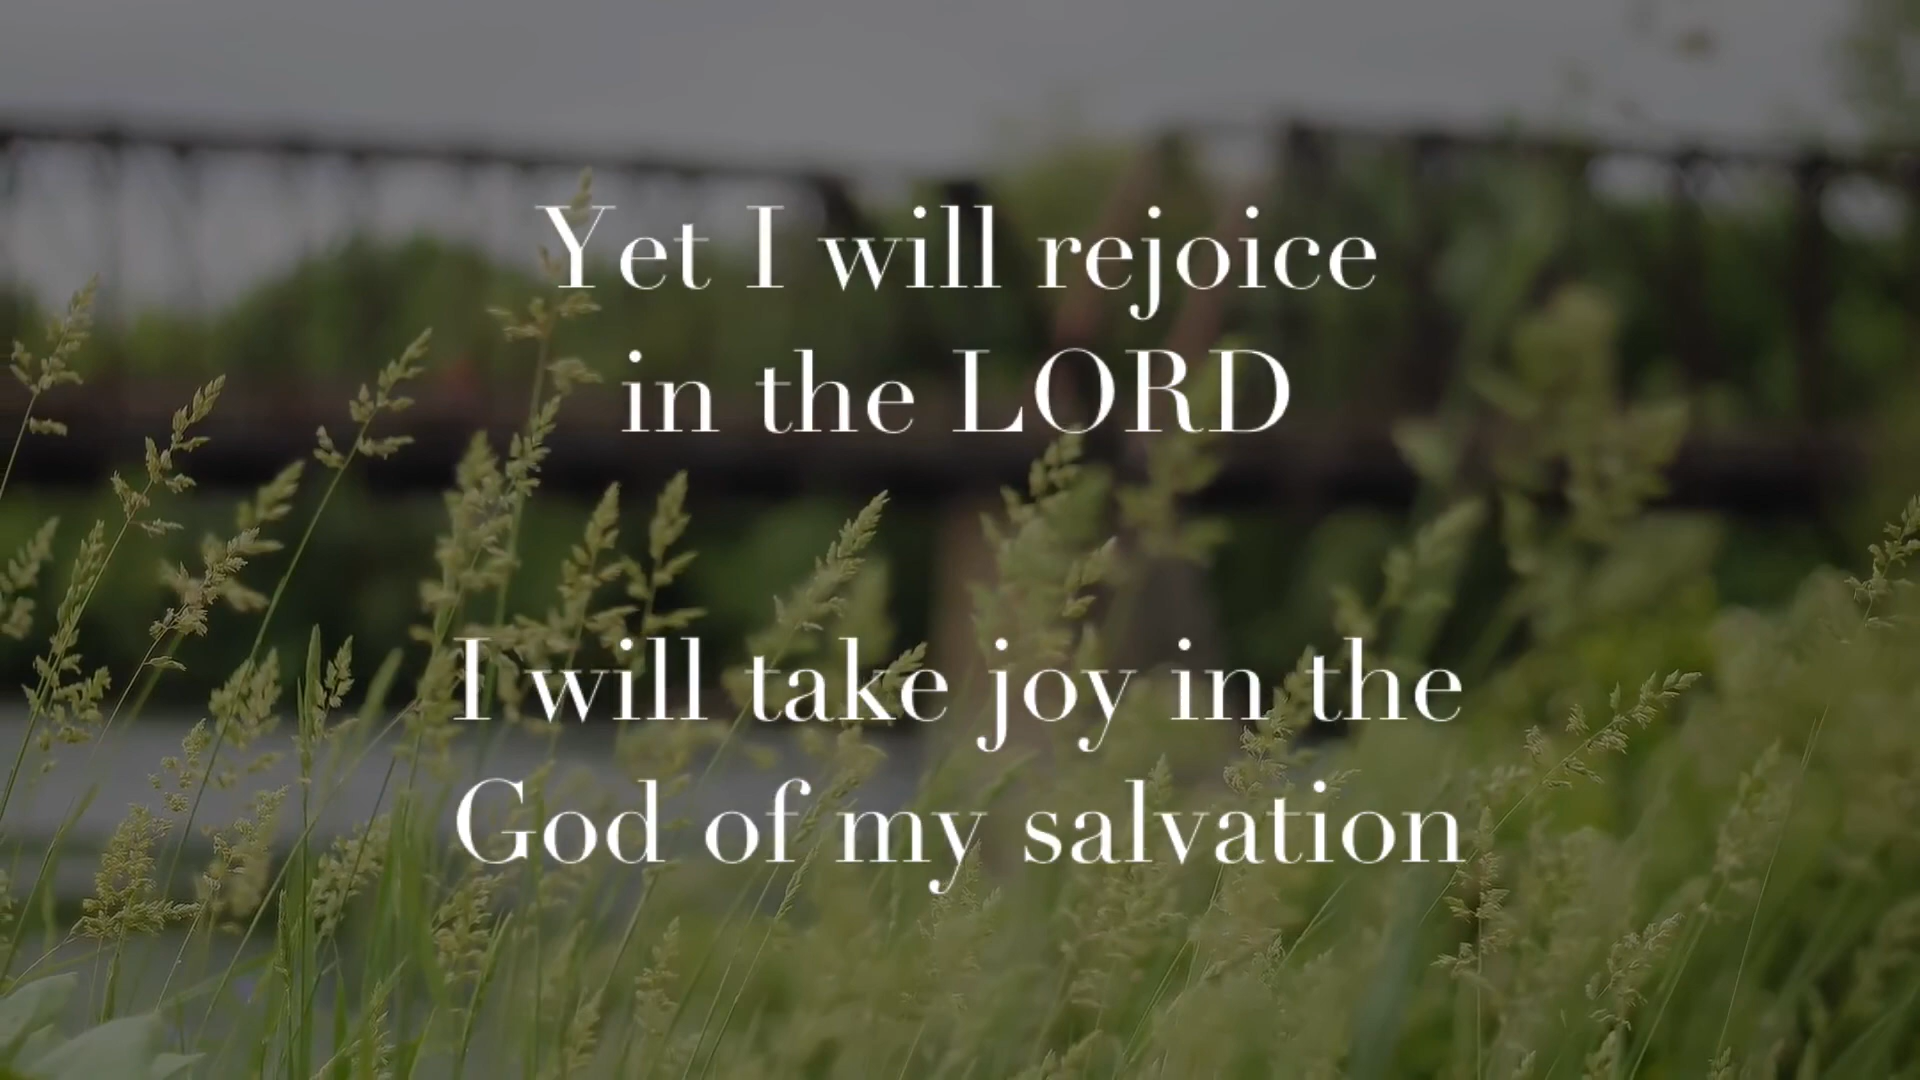 Yet I will rejoice
in the LORD
I will take joy in the
God of my salvation